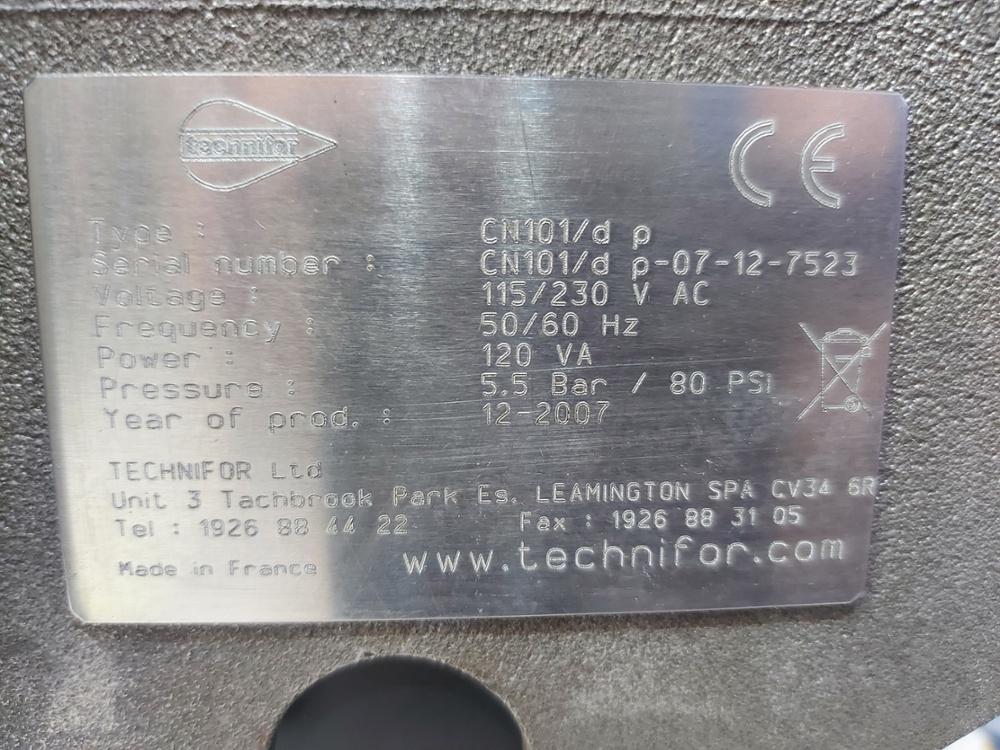 technifor
CE
Type : CN101/d p
Serial number : CN101/d p-07-12-7523
Voltage : 115/230 V AC
Frequency : 50/60 Hz
Power : 120 VA
Pressure : 5.5 Bar / 80 PSi
Year of prod. : 12-2007
TECHNIFOR Ltd
Unit 3 Tachbrook Park Es. LEAMINGTON SPA CV34 6R
Tel : 1926 88 44 22 Fax : 1926 88 31 05
www.technifor.com
Made in France